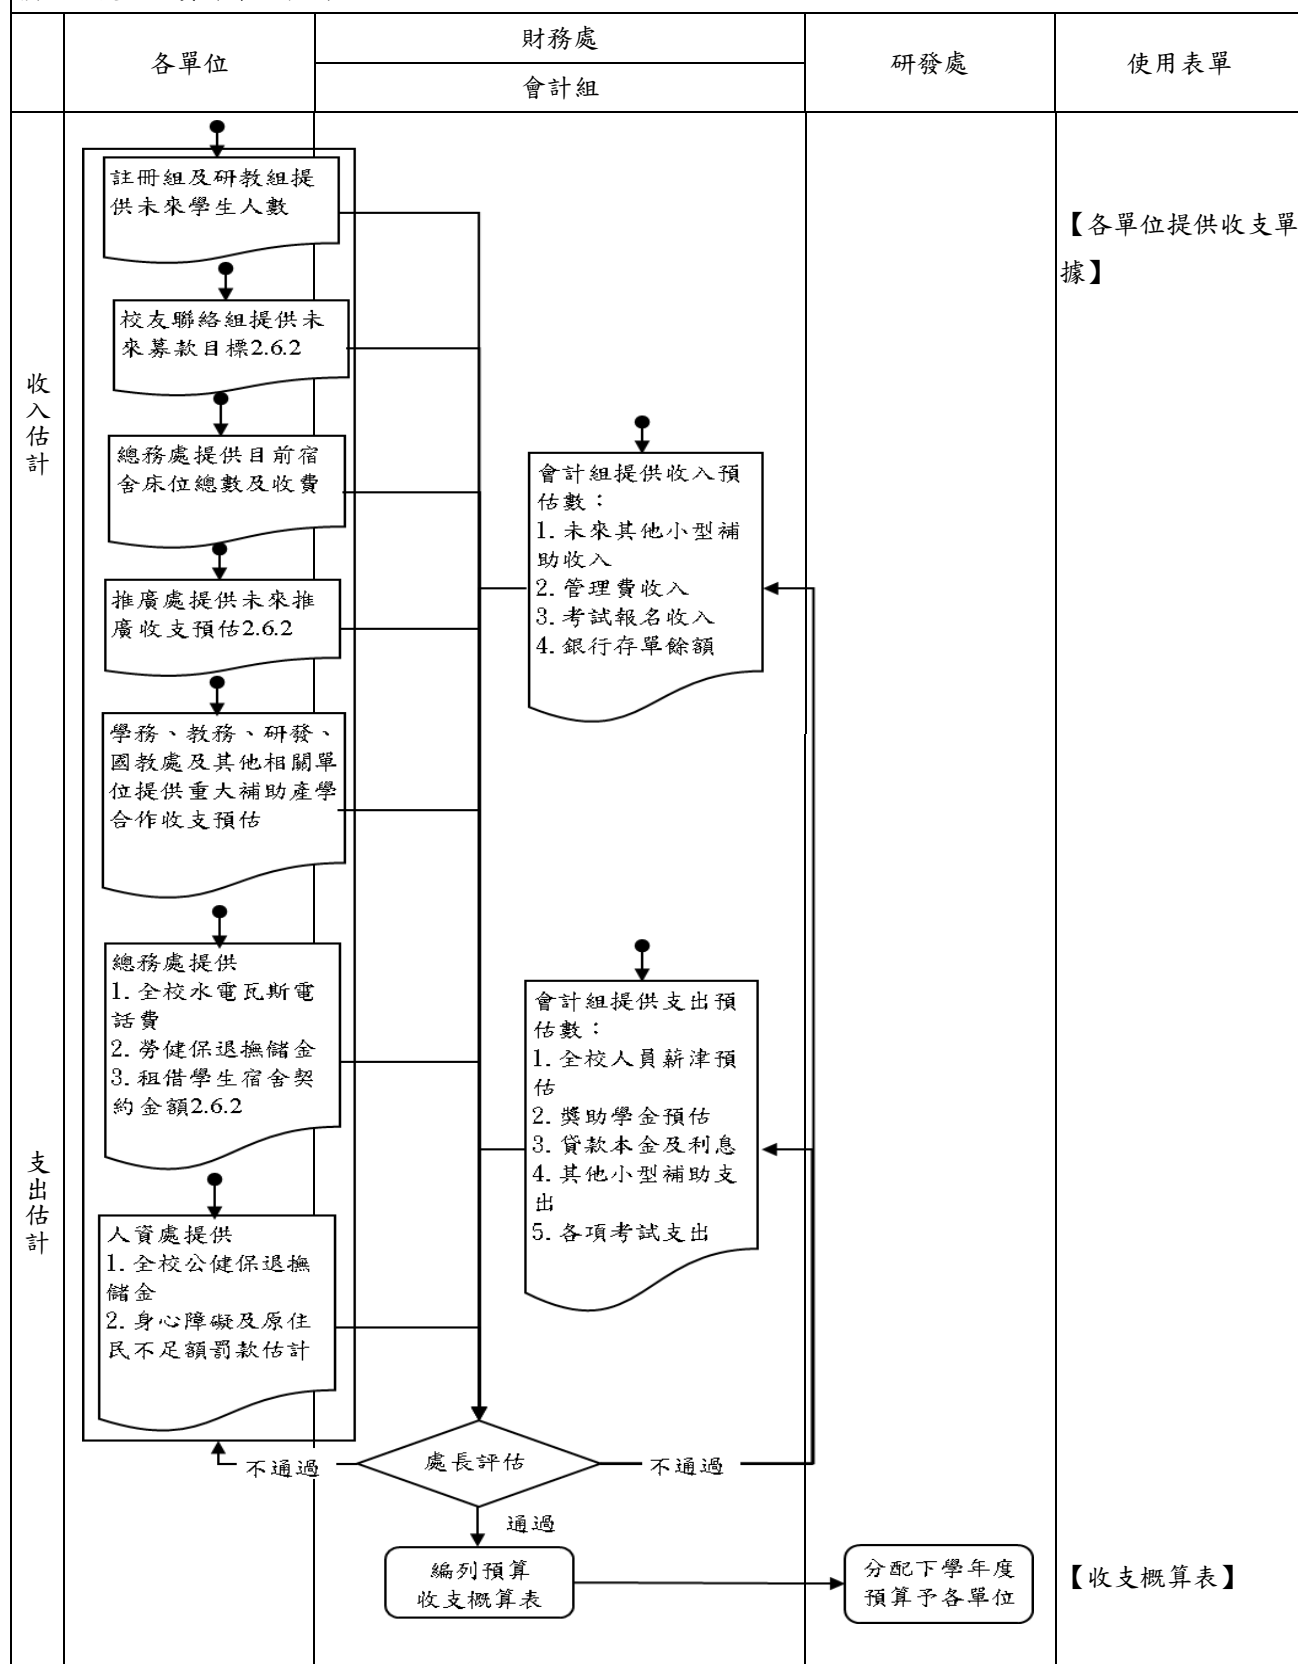 各單位
財務處
會計組
研發處
使用表單
收入估計
註冊組及研教組提
供未來學生人數
校友聯絡組提供未
來募款目標2.6.2
總務處提供目前宿
舍床位總數及收費
推廣處提供未來推
廣收支預估2.6.2
學務、教務、研發、
國教處及其他相關單
位提供重大補助產學
合作收支預估
會計組提供收入預
估數：
1. 未來其他小型補
助收入
2. 管理費收入
3. 考試報名收入
4. 銀行存單餘額
【各單位提供收支單
據】
支出估計
總務處提供
1. 全校水電瓦斯電
話費
2. 勞健保退撫儲金
3. 租借學生宿舍契
約金額2.6.2
人資處提供
1. 全校公健保退撫
儲金
2. 身心障礙及原住
民不足額罰款估計
會計組提供支出預
估數：
1. 全校人員薪津預
估
2. 獎助學金預估
3. 貸款本金及利息
4. 其他小型補助支
出
5. 各項考試支出
不通過
處長評估
不通過
通過
編列預算
收支概算表
分配下學年度
預算予各單位
【收支概算表】